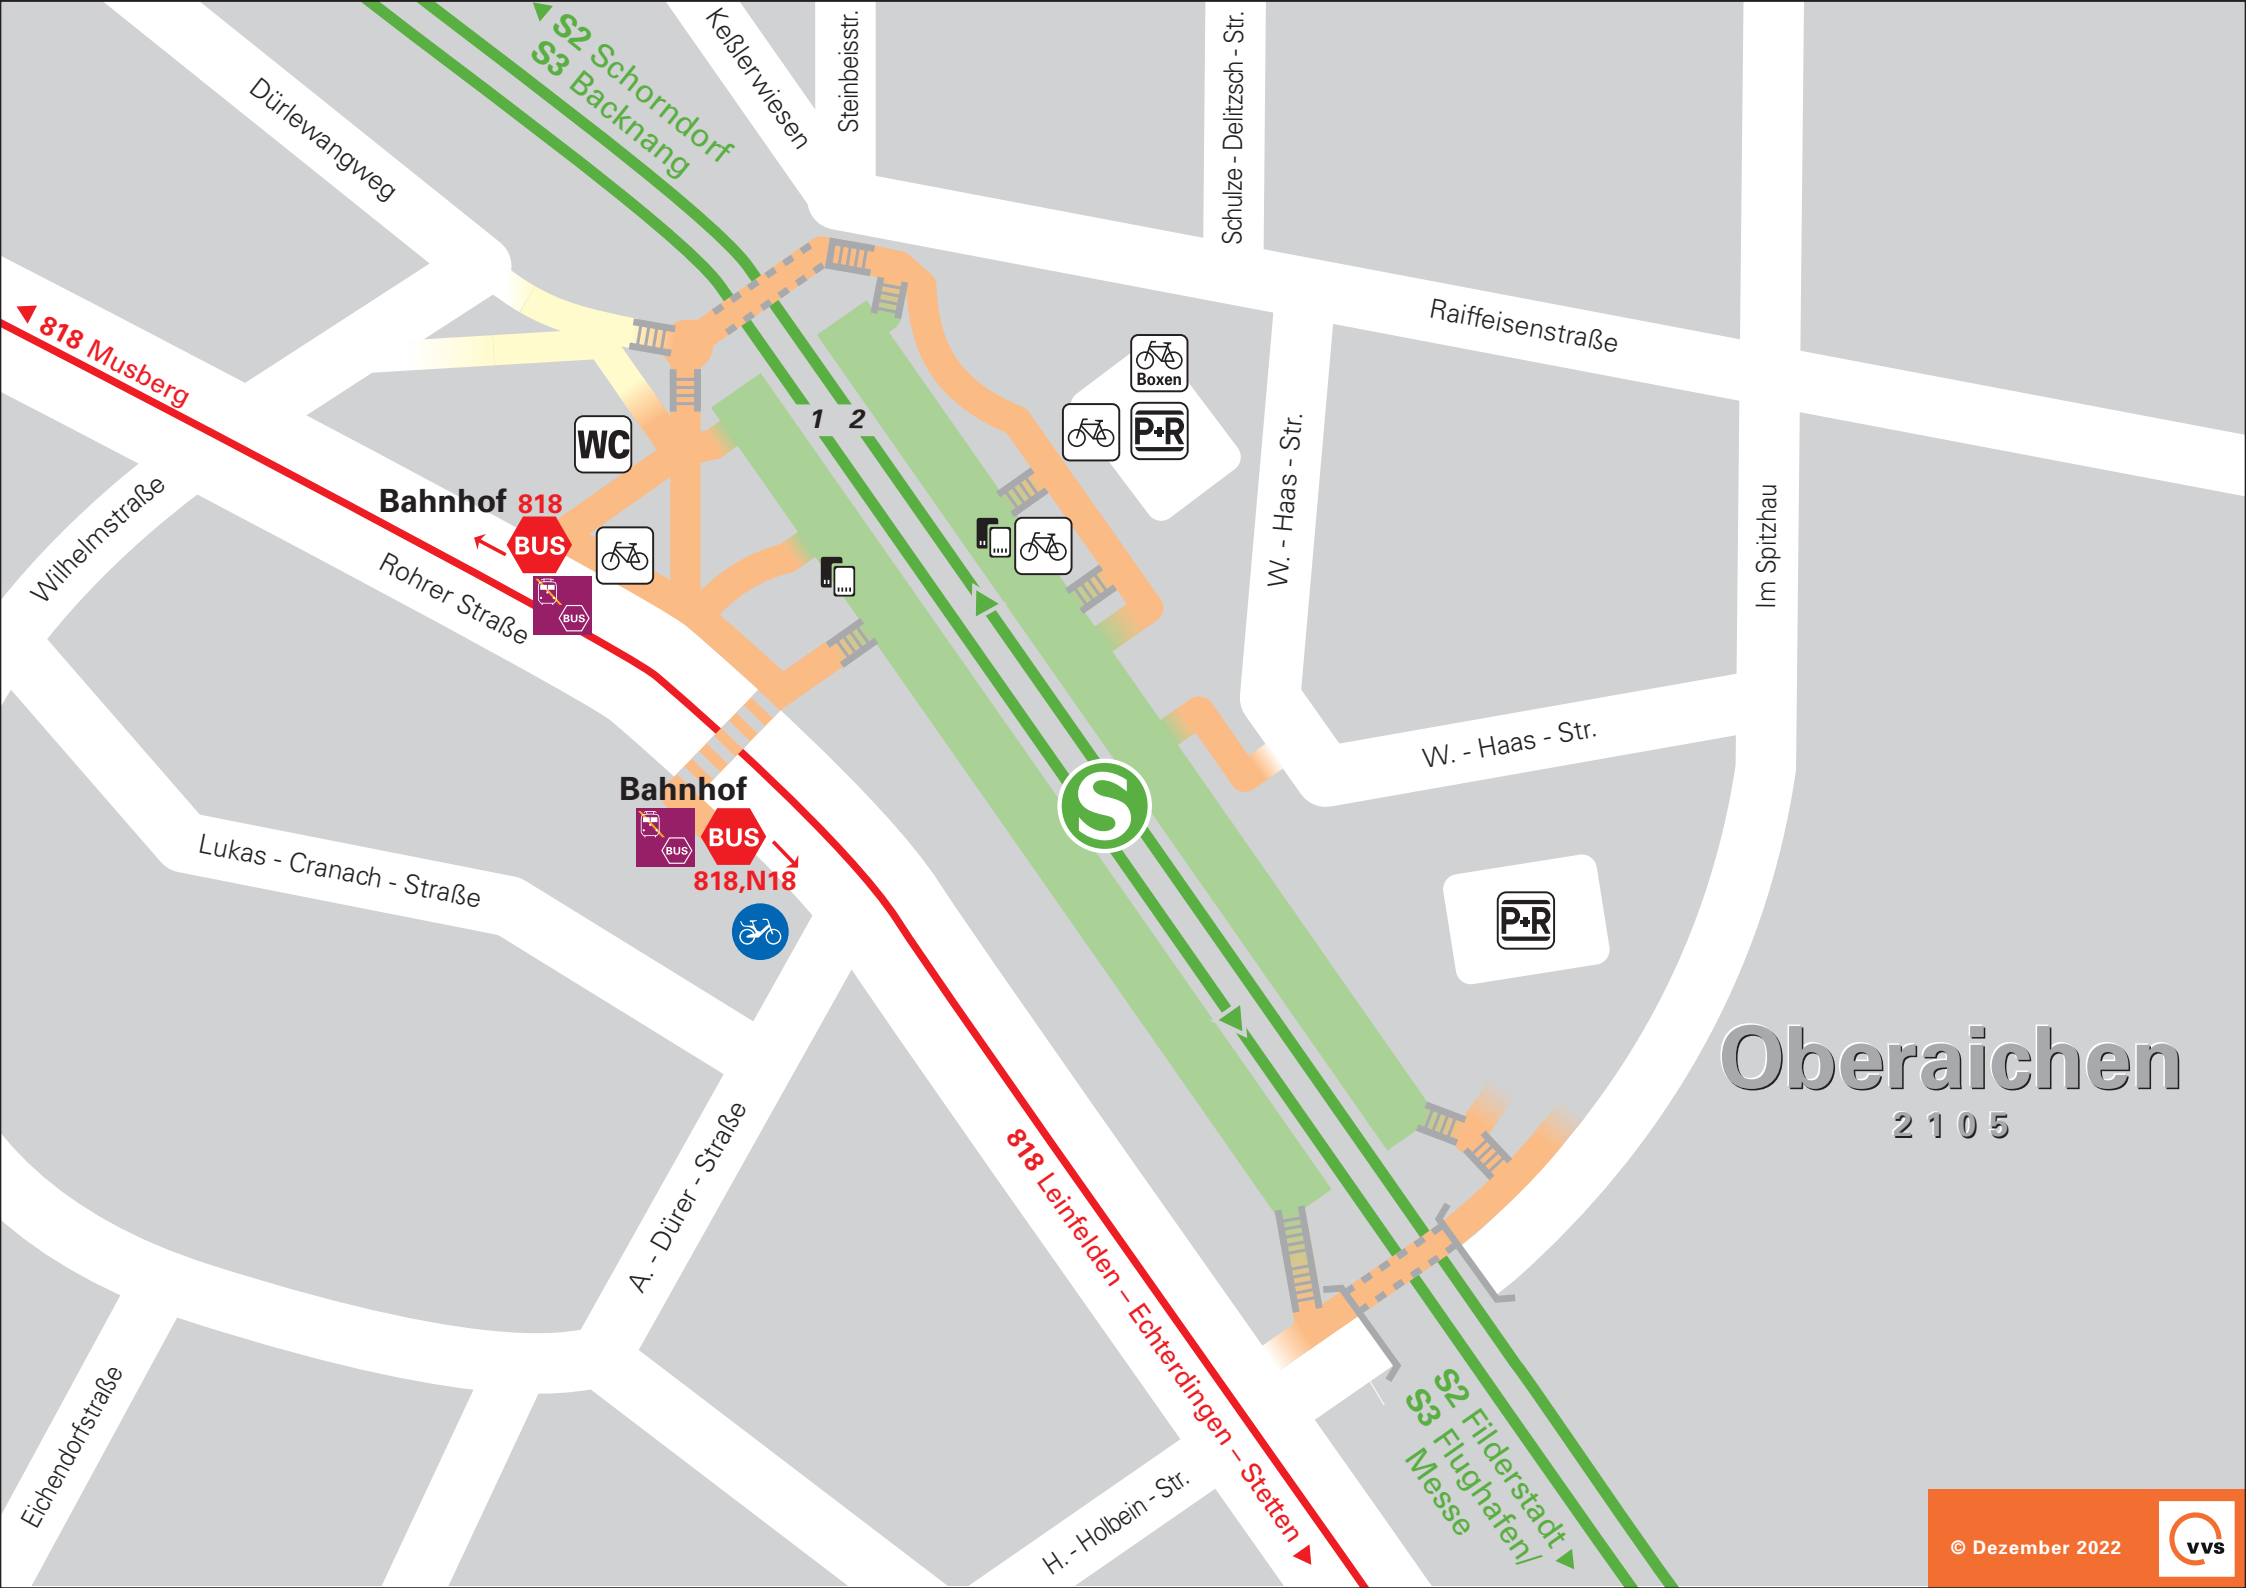 S2 Schorndorf
S3 Backnang
Keßlerwiesen
Steinbeisstr.
Schulze - Delitzsch - Str.
Dürlewangweg
818 Musberg
Raiffeisenstraße
Boxen
P+R
1 2
WC
W. - Haas - Str.
Im Spitzhau
Wilhelmstraße
Bahnhof 818
BUS
BUS
Rohrer Straße
W. - Haas - Str.
Bahnhof
BUS
BUS
818,N18
S
Lukas - Cranach - Straße
P+R
Oberaichen
2105
A. - Dürer - Straße
818 Leinfelden – Echterdingen – Stetten
Eichendorfstraße
H. - Holbein - Str.
S2 Filderstadt
S3 Flughafen/
Messe
© Dezember 2022
VVS